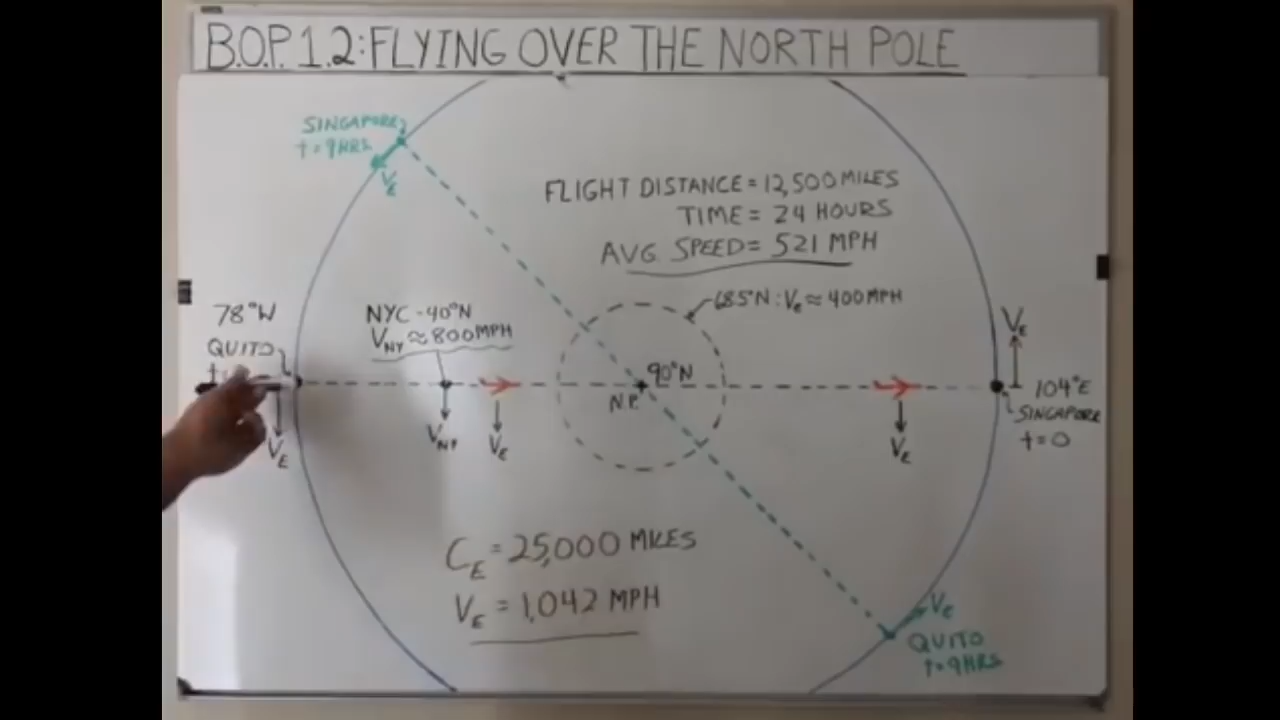 B.O.P. 1.2: FLYING OVER THE NORTH POLE
SINGAPORE
t=9HRS
VE
FLIGHT DISTANCE = 12,500 MILES
TIME = 24 HOURS
AVG. SPEED = 521 MPH
68.5°N: VE ≈ 400 MPH
78°W
QUITO
NYC - 40°N
VNY ≈ 800 MPH
90°N
N.P.
VE
104°E
SINGAPORE
t=0
VE
VNY
VE
VE
CE = 25,000 MILES
VE = 1,042 MPH
VE
QUITO
t=9HRS